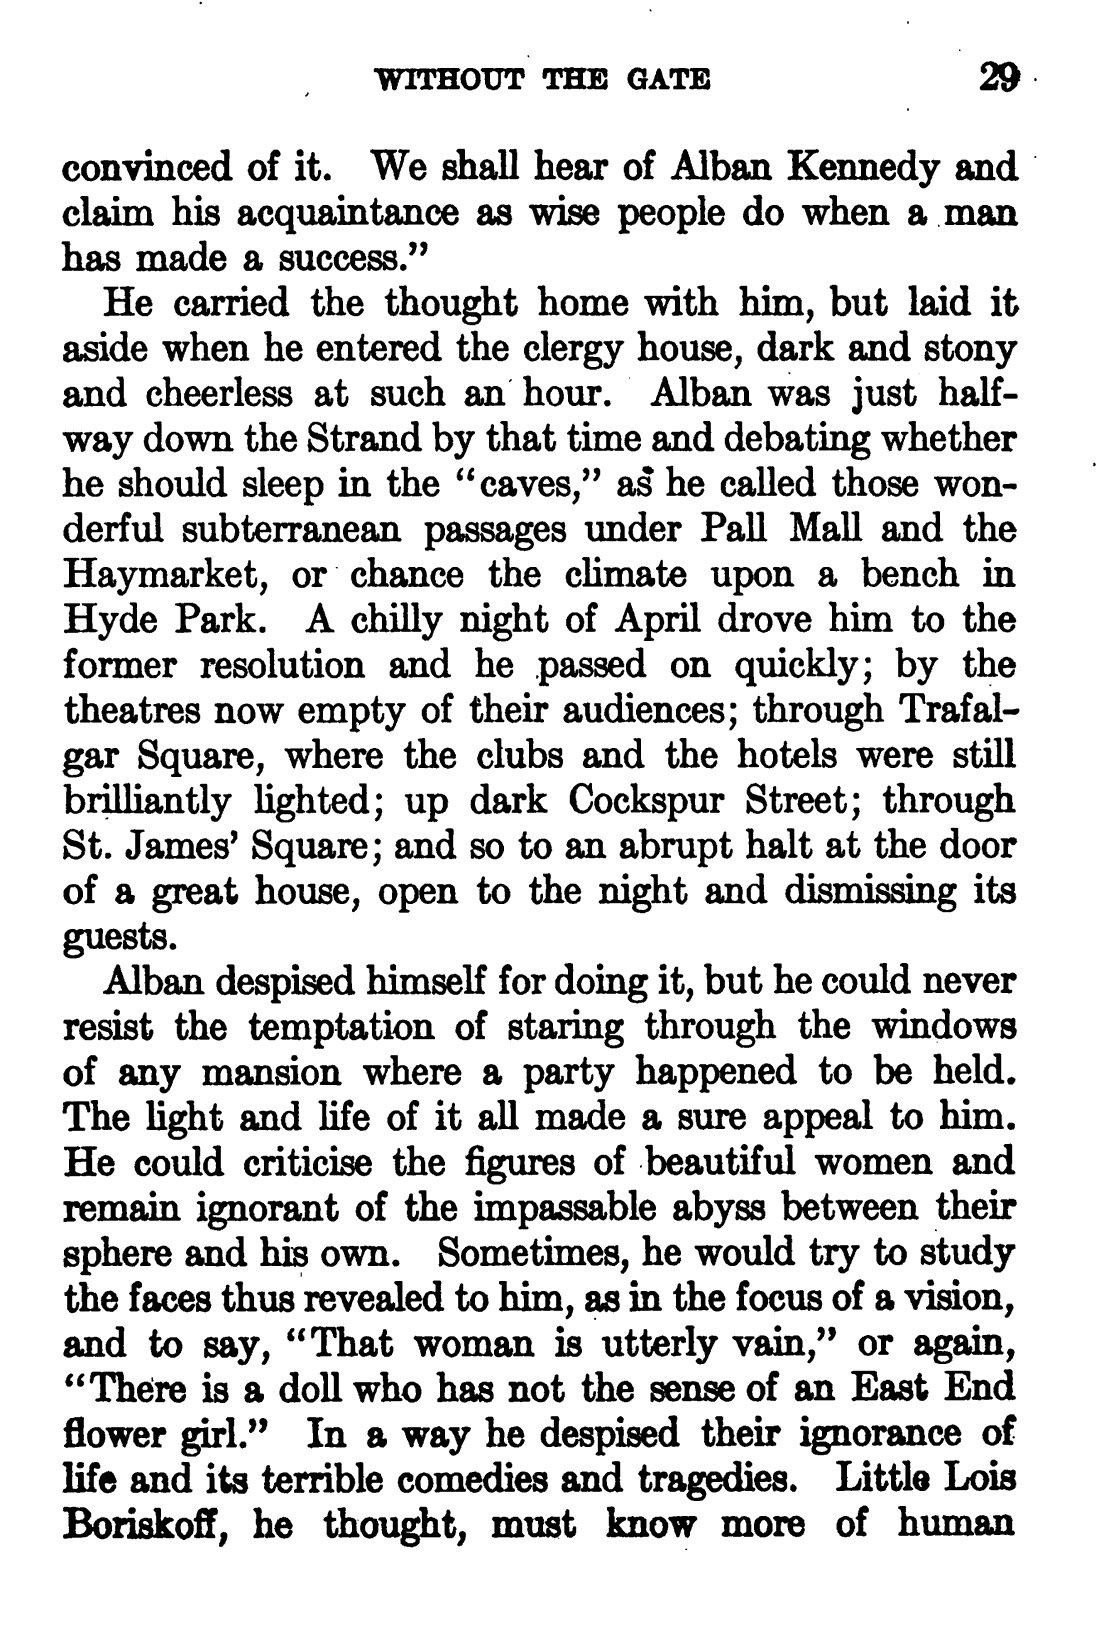 WITHOUT THE GATE 29
convinced of it. We shall hear of Alban Kennedy and
claim his acquaintance as wise people do when a man
has made a success.”
He carried the thought home with him, but laid it
aside when he entered the clergy house, dark and stony
and cheerless at such an hour. Alban was just half-
way down the Strand by that time and debating whether
he should sleep in the “caves,” as he called those won-
derful subterranean passages under Pall Mall and the
Haymarket, or chance the climate upon a bench in
Hyde Park. A chilly night of April drove him to the
former resolution and he passed on quickly; by the
theatres now empty of their audiences; through Trafal-
gar Square, where the clubs and the hotels were still
brilliantly lighted; up dark Cockspur Street; through
St. James’ Square; and so to an abrupt halt at the door
of a great house, open to the night and dismissing its
guests.
Alban despised himself for doing it, but he could never
resist the temptation of staring through the windows
of any mansion where a party happened to be held.
The light and life of it all made a sure appeal to him.
He could criticise the figures of beautiful women and
remain ignorant of the impassable abyss between their
sphere and his own. Sometimes, he would try to study
the faces thus revealed to him, as in the focus of a vision,
and to say, “That woman is utterly vain,” or again,
“There is a doll who has not the sense of an East End
flower girl.” In a way he despised their ignorance of
life and its terrible comedies and tragedies. Little Lois
Boriskoff, he thought, must know more of human